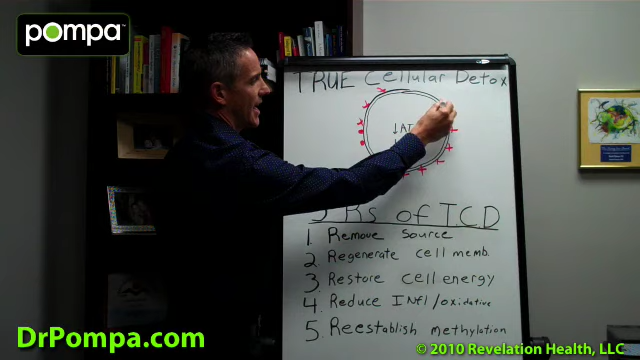 pompa
TRUE Cellular Detox
↓AT
5 Rs of TCD
1. Remove Source
2. Regenerate cell memb.
3. Restore cell energy
4. Reduce INFl/oxidative
5. Reestablish methylation
DrPompa.com
© 2010 Revelation Health, LLC